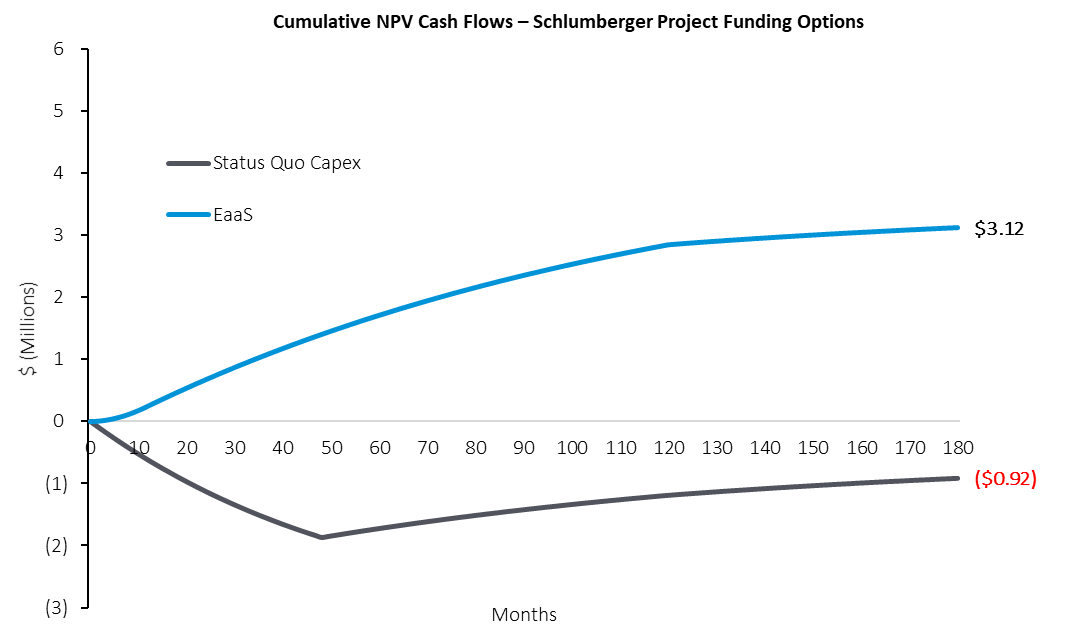 Cumulative NPV Cash Flows – Schlumberger Project Funding Options
6
5
4
Status Quo Capex
EaaS
3
$3.12
2
$ (Millions)
1
0
0 10 20 30 40 50 60 70 80 90 100 110 120 130 140 150 160 170 180
(1)
($0.92)
(2)
(3)
Months